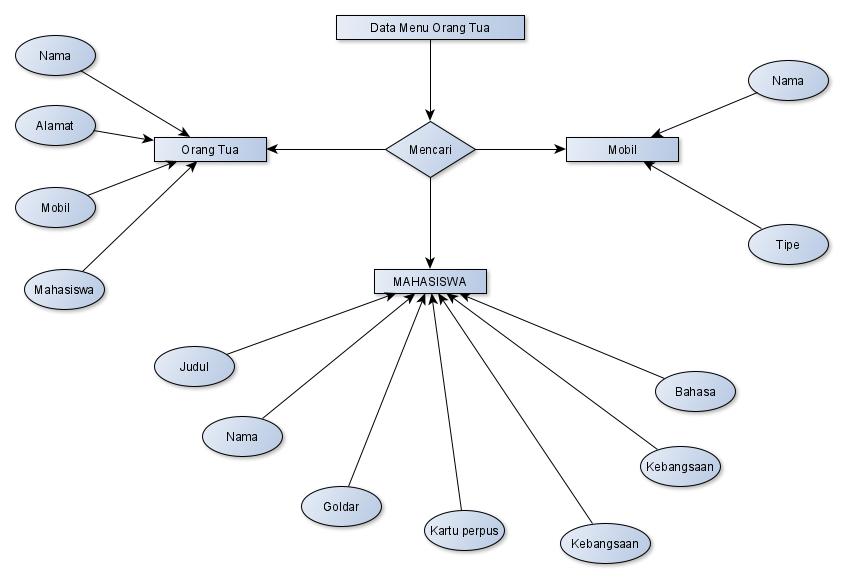 Data Menu Orang Tua
Nama
Nama
Alamat
Orang Tua
Mencari
Mobil
Mobil
Tipe
Mahasiswa
MAHASISWA
Judul
Bahasa
Nama
Kebangsaan
Goldar
Kartu perpus
Kebangsaan